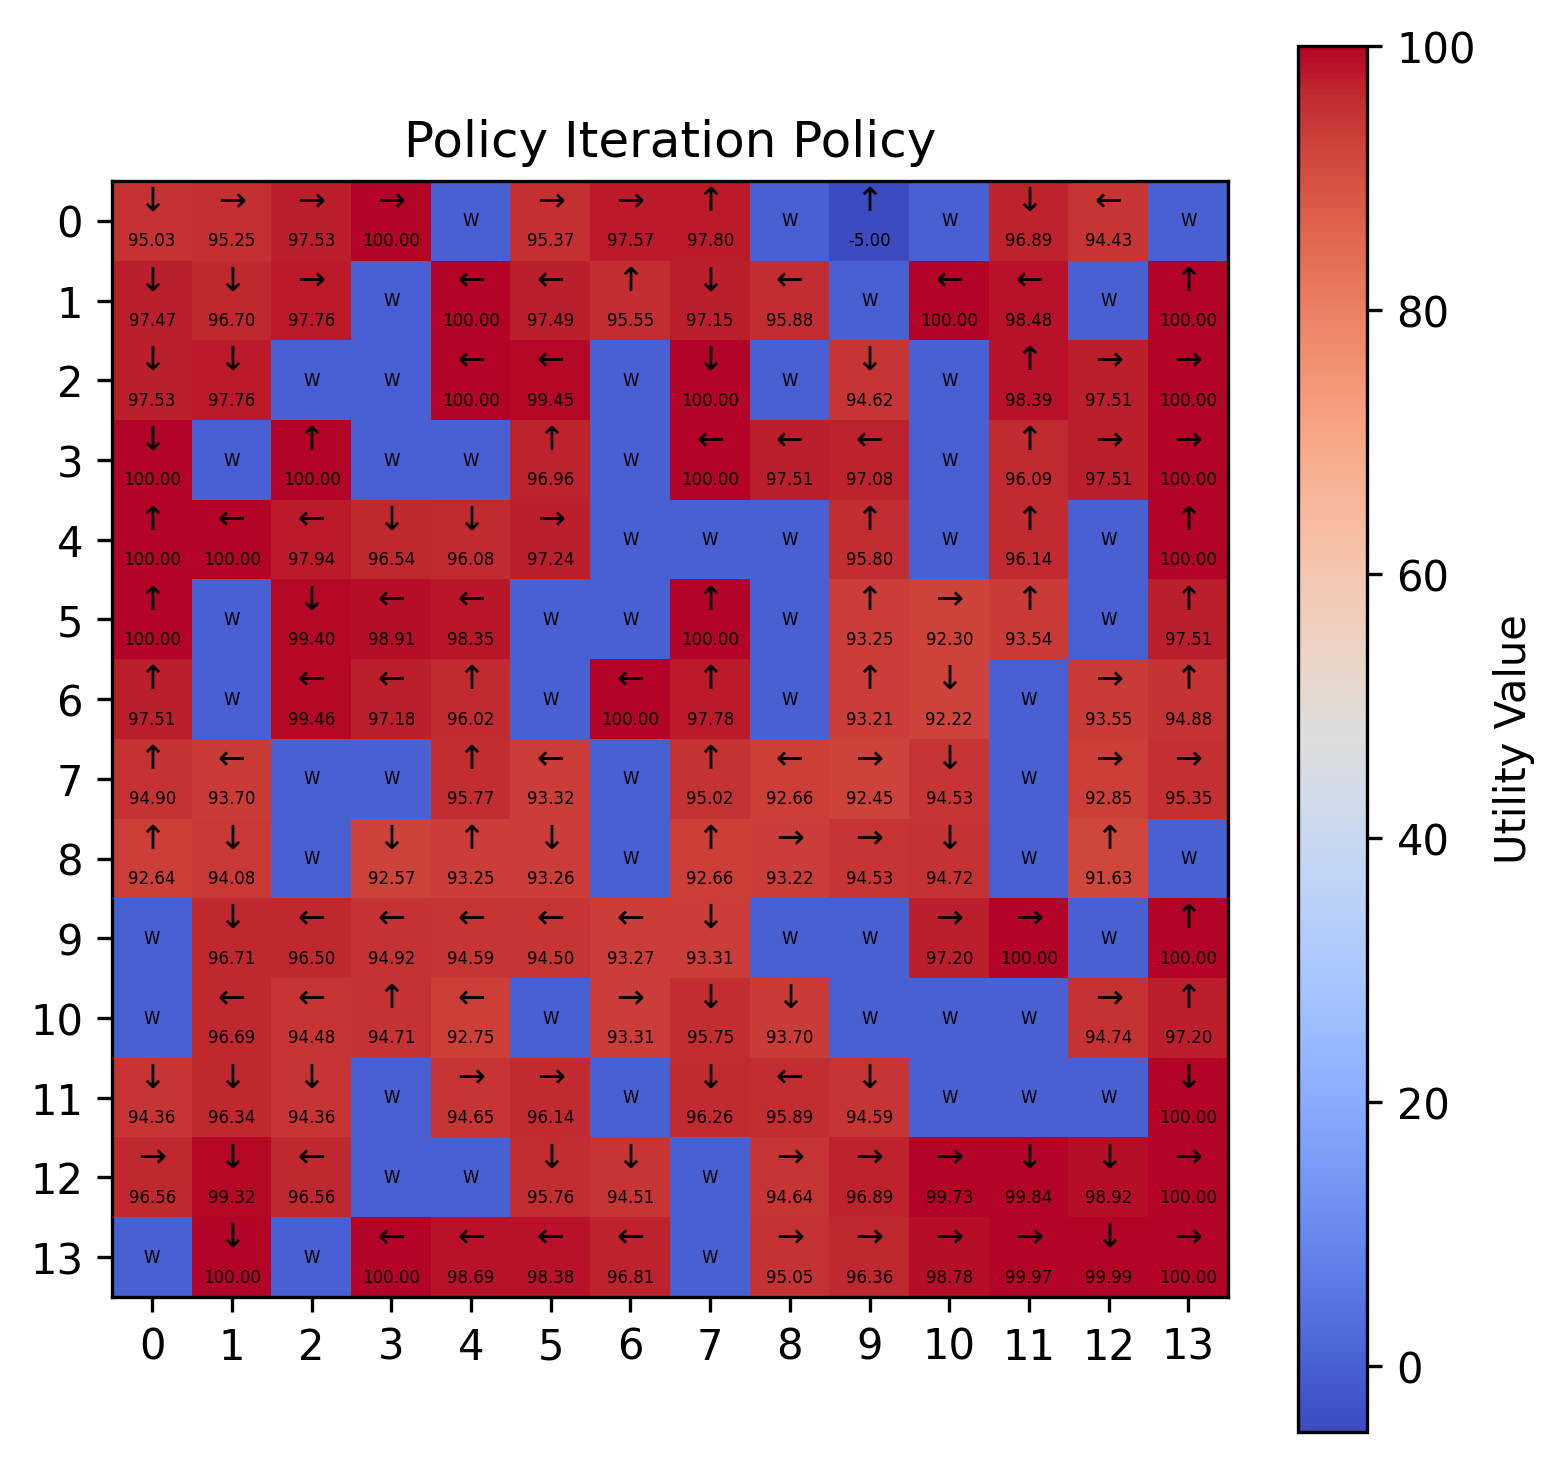 Policy Iteration Policy
0 ↓ → → → W → → ↑ W ↑ W ↓ ← W
95.03 95.25 97.53 100.00 95.37 97.57 97.80 -5.00 96.89 94.43
1 ↓ ↓ → W ← ← ↑ ↓ ← W ← ← W ↑
97.47 96.70 97.76 100.00 97.49 95.55 97.15 95.88 100.00 98.48 100.00
2 ↓ ↓ W W ← ← W ↓ W ↓ W ↑ → →
97.53 97.76 100.00 99.45 100.00 94.62 98.39 97.51 100.00
3 ↓ W ↑ W W ↑ W ← ← ← W ↑ → →
100.00 100.00 96.96 100.00 97.51 97.08 96.09 97.51 100.00
4 ↑ ← ← ↓ ↓ → W W W ↑ W ↑ W ↑
100.00 100.00 97.94 96.54 96.08 97.24 95.80 96.14 100.00
5 ↑ W ↓ ← ← W W ↑ W ↑ → ↑ W ↑
100.00 99.40 98.91 98.35 100.00 93.25 92.30 93.54 97.51
6 ↑ W ← ← ↑ W ← ↑ W ↑ ↓ W → ↑
97.51 99.46 97.18 96.02 100.00 97.78 93.21 92.22 93.55 94.88
7 ↑ ← W W ↑ ← W ↑ ← → ↓ W → →
94.90 93.70 95.77 93.32 95.02 92.66 92.45 94.53 92.85 95.35
8 ↑ ↓ W ↓ ↑ ↓ W ↑ → → ↓ W ↑ W
92.64 94.08 92.57 93.25 93.26 92.66 93.22 94.53 94.72 91.63
9 W ↓ ← ← ← ← ← ↓ W W → → W ↑
96.71 96.50 94.92 94.59 94.50 93.27 93.31 97.20 100.00 100.00
10 W ← ← ↑ ← W → ↓ ↓ W W W → ↑
96.69 94.48 94.71 92.75 93.31 95.75 93.70 94.74 97.20
11 ↓ ↓ ↓ W → → W ↓ ← ↓ W W W ↓
94.36 96.34 94.36 94.65 96.14 96.26 95.89 94.59 100.00
12 → ↓ ← W W ↓ ↓ W → → → ↓ ↓ →
96.56 99.32 96.56 95.76 94.51 94.64 96.89 99.73 99.84 98.92 100.00
13 W ↓ W ← ← ← ← W → → → → ↓ →
100.00 100.00 98.69 98.38 96.81 95.05 96.36 98.78 99.97 99.99 100.00
0 1 2 3 4 5 6 7 8 9 10 11 12 13
100
80
60
40
20
0
Utility Value